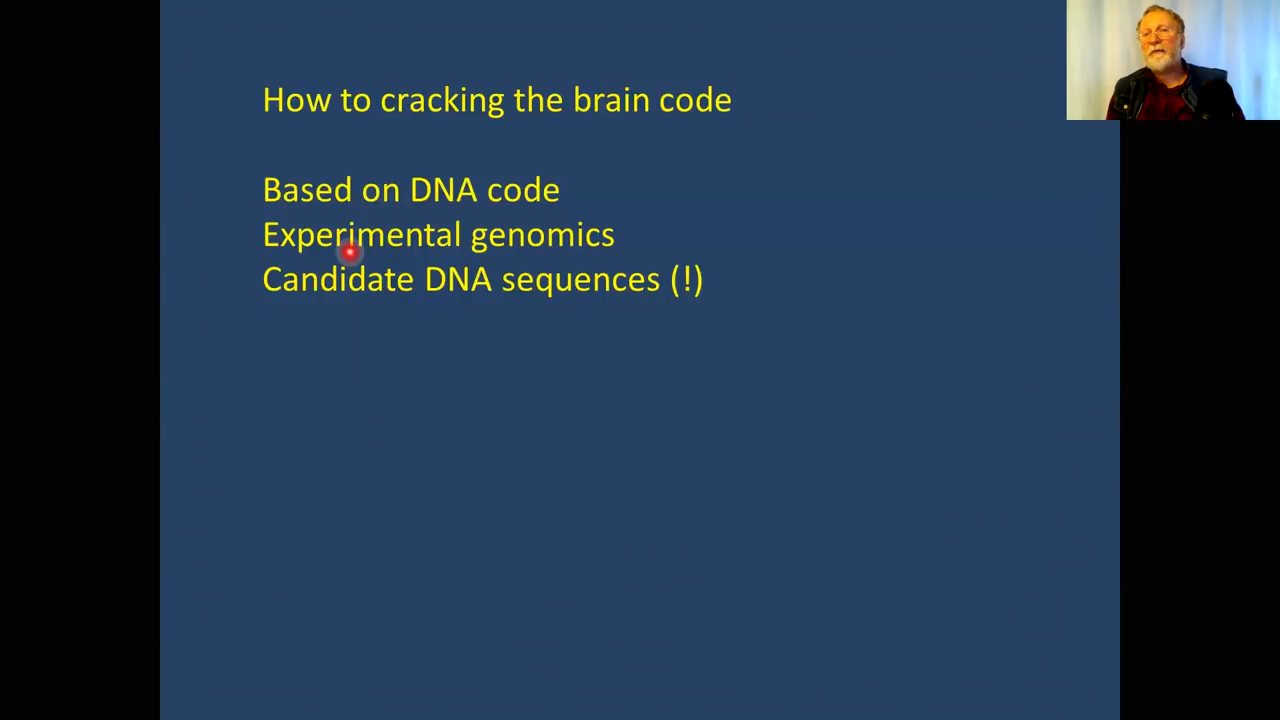 How to cracking the brain code
Based on DNA code
Experimental genomics
Candidate DNA sequences (!)